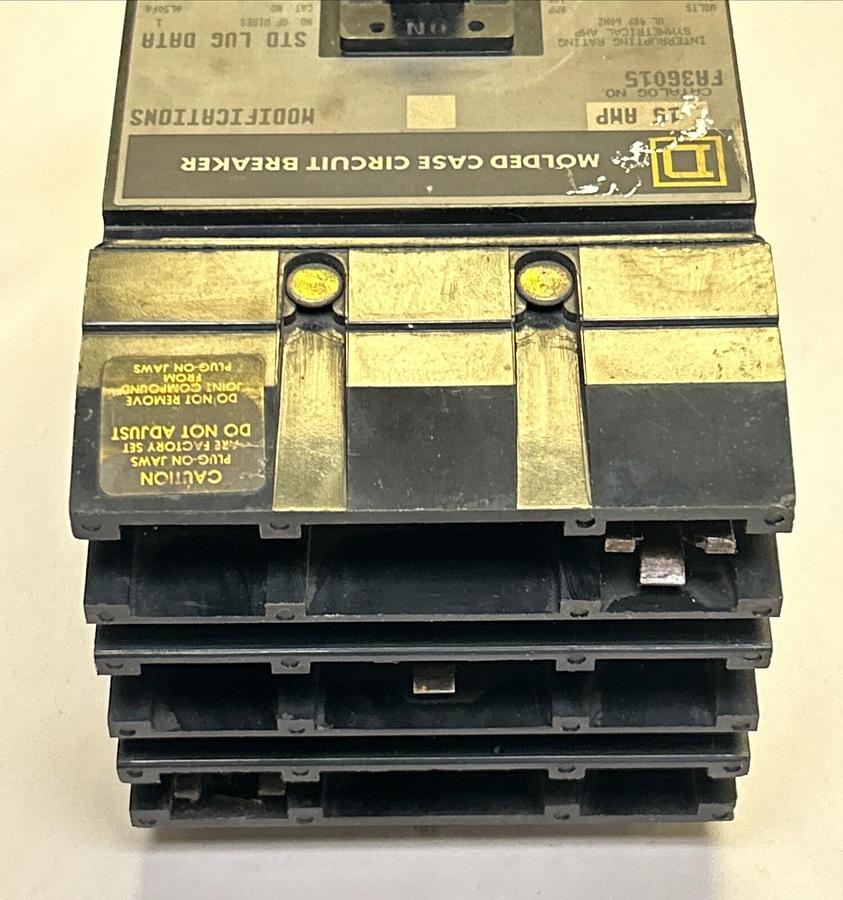 CAUTION
PLUG-ON JAWS
ARE FACTORY SET
DO NOT ADJUST
DO NOT REMOVE
JOINT COMPOUND
FROM
PLUG-ON JAWS
D MOLDED CASE CIRCUIT BREAKER
15 AMP
CATALOG NO.
FA36015
INTERRUPTING RATING
SYMMETRICAL AMP
UL 489 60HZ
VOLTS AMP
ON
MODIFICATIONS
STD LUG DATA
NO OF WIRES 1
CAT NO AL50FA